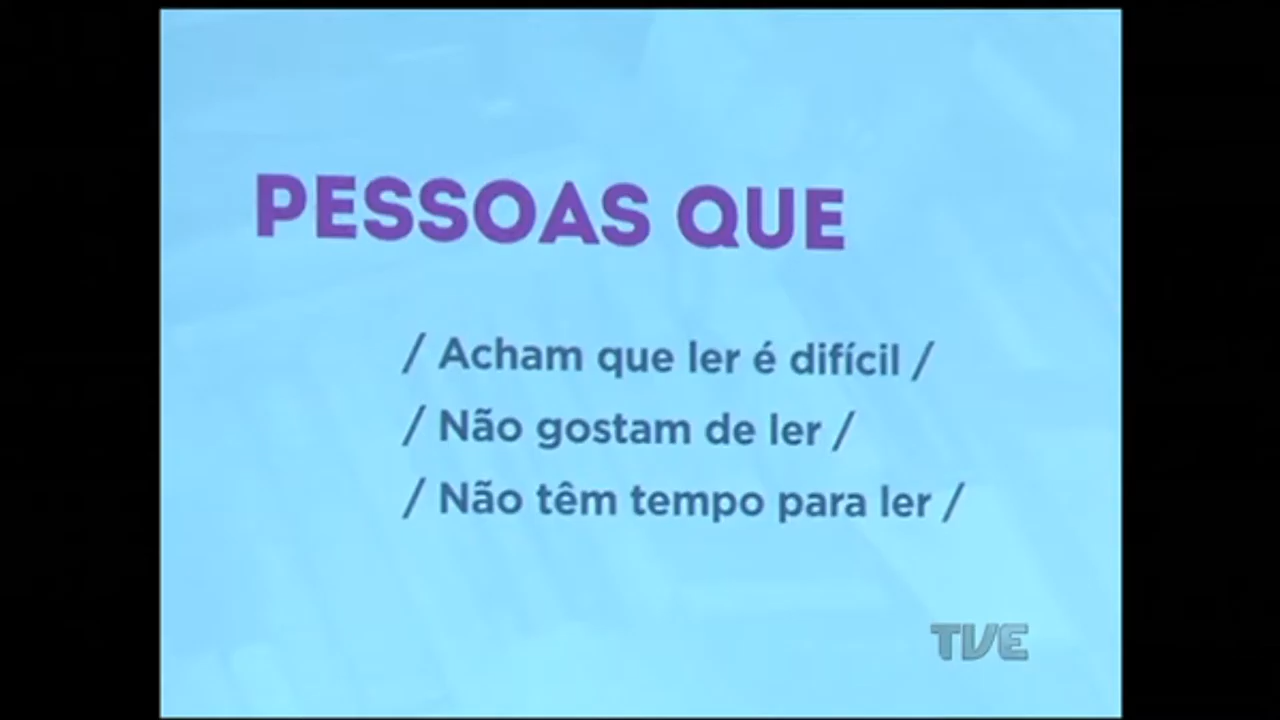 PESSOAS QUE
/ Acham que ler é difícil /
/ Não gostam de ler /
/ Não têm tempo para ler /
TVE